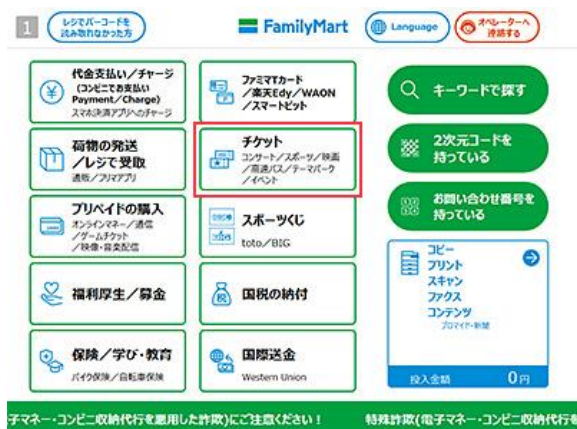 1
レジでバーコードを
読み取れなかった方
FamilyMart
Language
オペレーターへ
連絡する
代金支払い/チャージ
(コンビニでお支払い
Payment/Charge)
スマホ決済アプリへのチャージ
ファミマTカード
/楽天Edy/WAON
/スマートピット
キーワードで探す
荷物の発送
/レジで受取
通販/フリマアプリ
チケット
コンサート/スポーツ/映画
/高速バス/テーマパーク
/イベント
2次元コードを
持っている
プリペイドの購入
オンラインマネー/通信
/ゲームチケット
/映像・音楽配信
スポーツくじ
toto/BIG
お問い合わせ番号を
持っている
福利厚生/募金
税
国税の納付
コピー
プリント
スキャン
ファクス
コンテンツ
ブロマイド・新聞
保険/学び・教育
バイク保険/自転車保険
国際送金
Western Union
投入金額 0円
子マネー・コンビニ収納代行を悪用した詐欺)にご注意ください! 特殊詐欺(電子マネー・コンビニ収納代行を